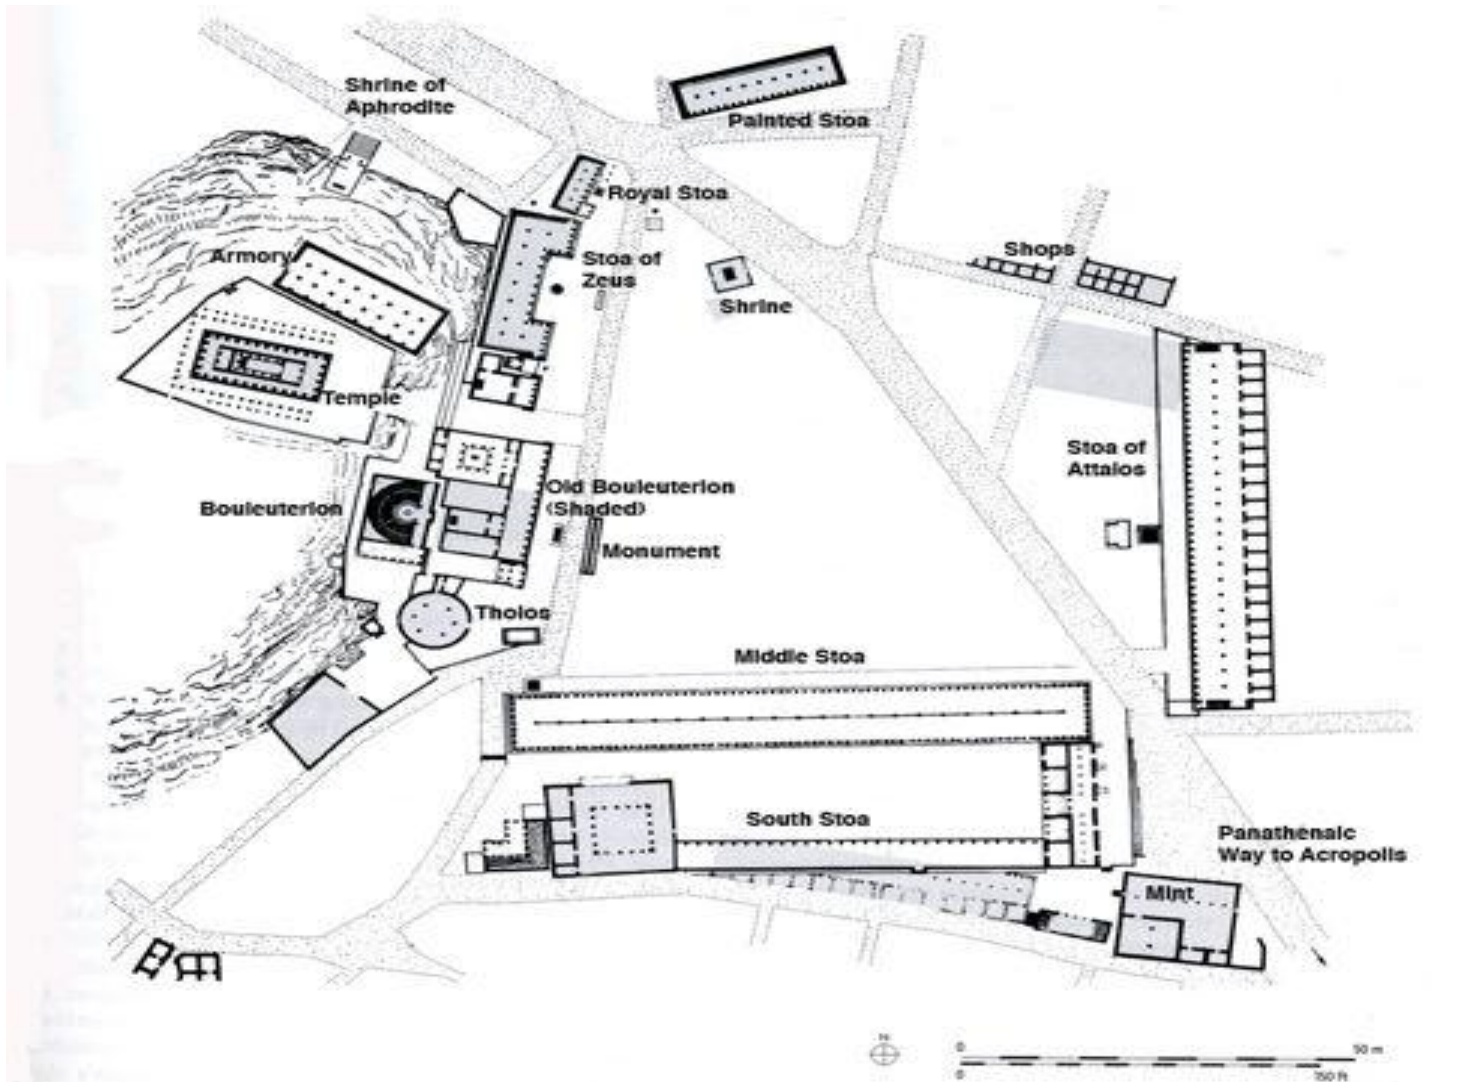 Shrine of
Aphrodite
Painted Stoa
Royal Stoa
Armory
Stoa of
Zeus
Shops
Shrine
Temple
Stoa of
Attalos
Bouleuterion
Old Bouleuterion
(Shaded)
Monument
Tholos
Middle Stoa
South Stoa
Panathenaic
Way to Acropolis
Mint
N
0
50 m
0
150 ft